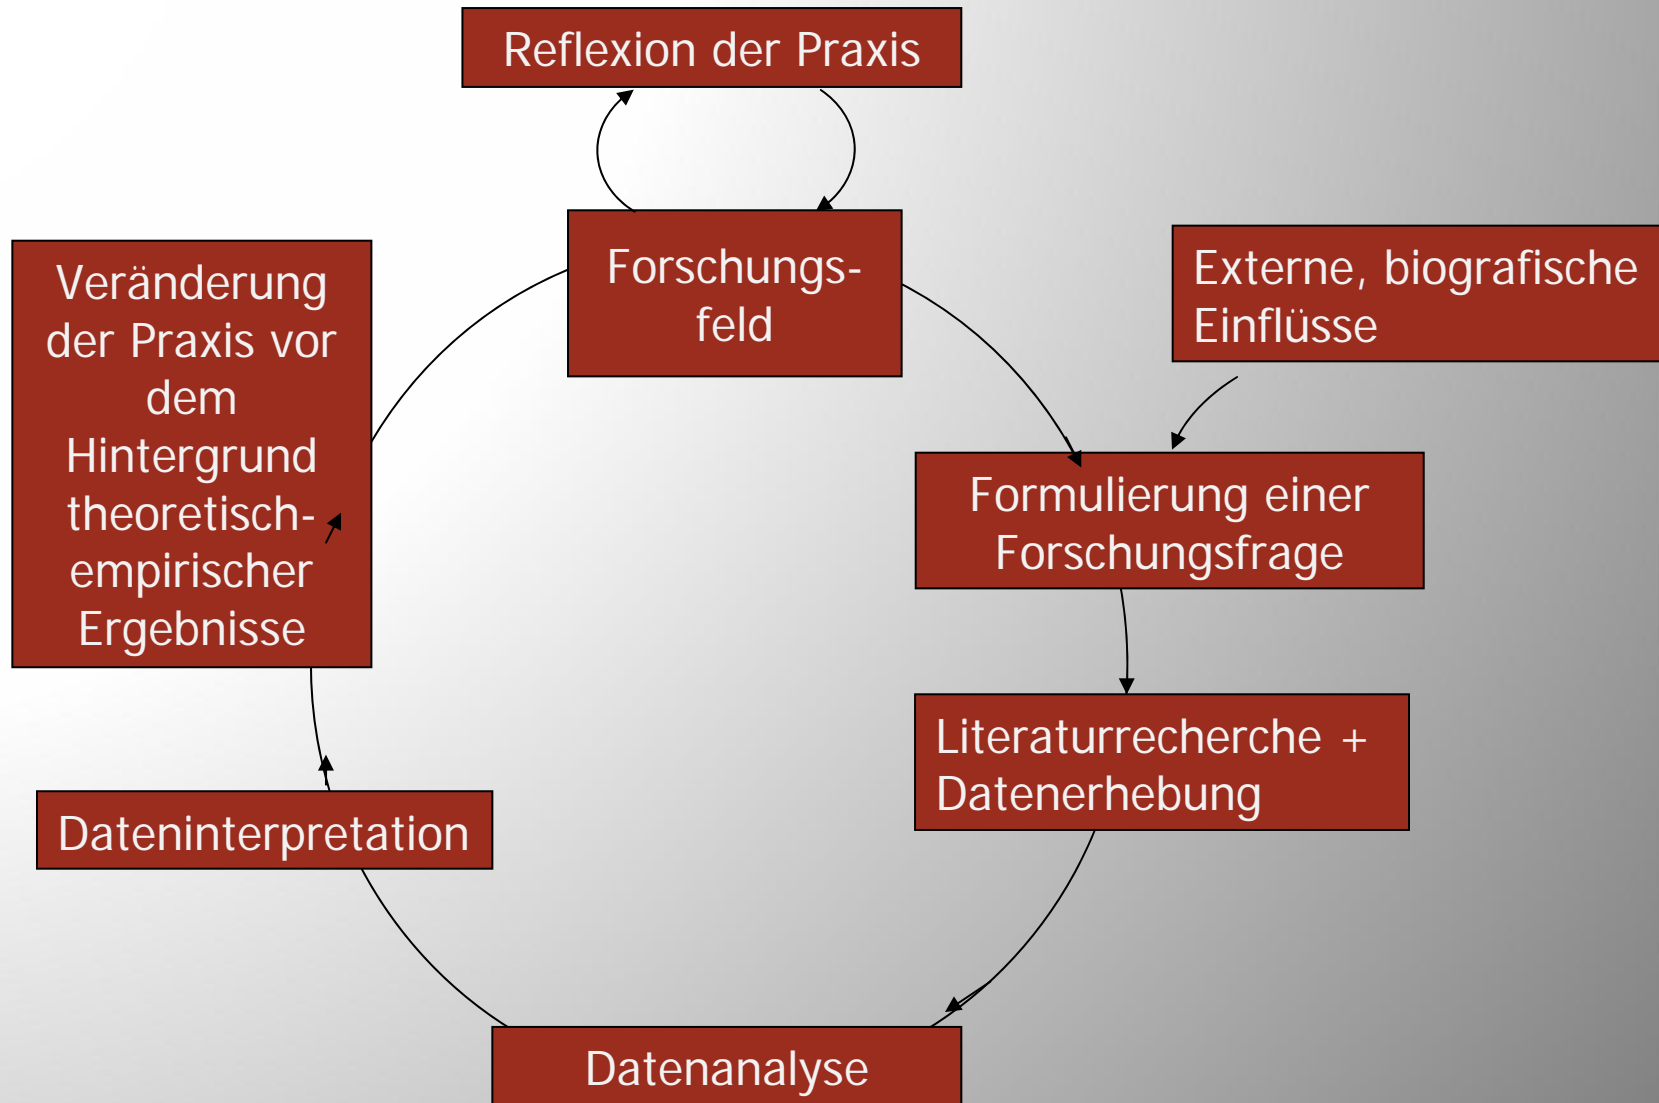 Reflexion der Praxis
Forschungs-
feld
Externe, biografische
Einflüsse
Veränderung
der Praxis vor
dem
Hintergrund
theoretisch-
empirischer
Ergebnisse
Formulierung einer
Forschungsfrage
Literaturrecherche +
Datenerhebung
Dateninterpretation
Datenanalyse